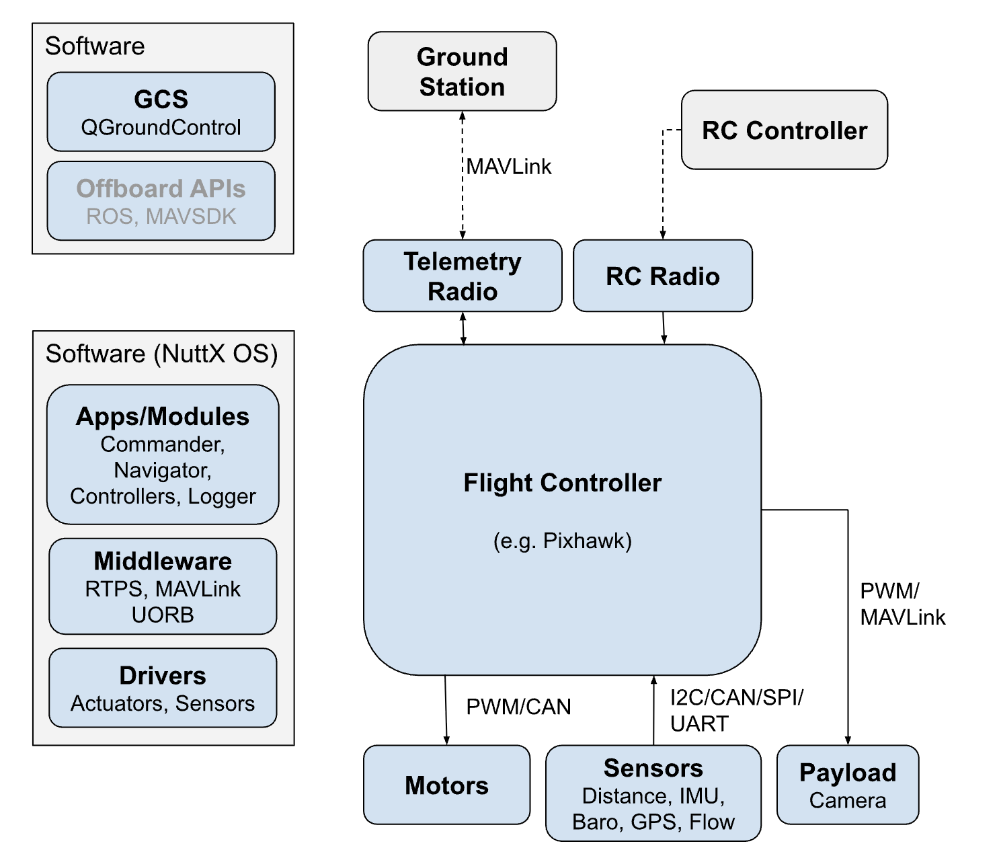 Software
GCS
QGroundControl
Offboard APIs
ROS, MAVSDK
Software (NuttX OS)
Apps/Modules
Commander,
Navigator,
Controllers, Logger
Middleware
RTPS, MAVLink
UORB
Drivers
Actuators, Sensors
Ground
Station
RC Controller
MAVLink
Telemetry
Radio
RC Radio
Flight Controller
(e.g. Pixhawk)
PWM/
MAVLink
PWM/CAN
I2C/CAN/SPI/
UART
Motors
Sensors
Distance, IMU,
Baro, GPS, Flow
Payload
Camera